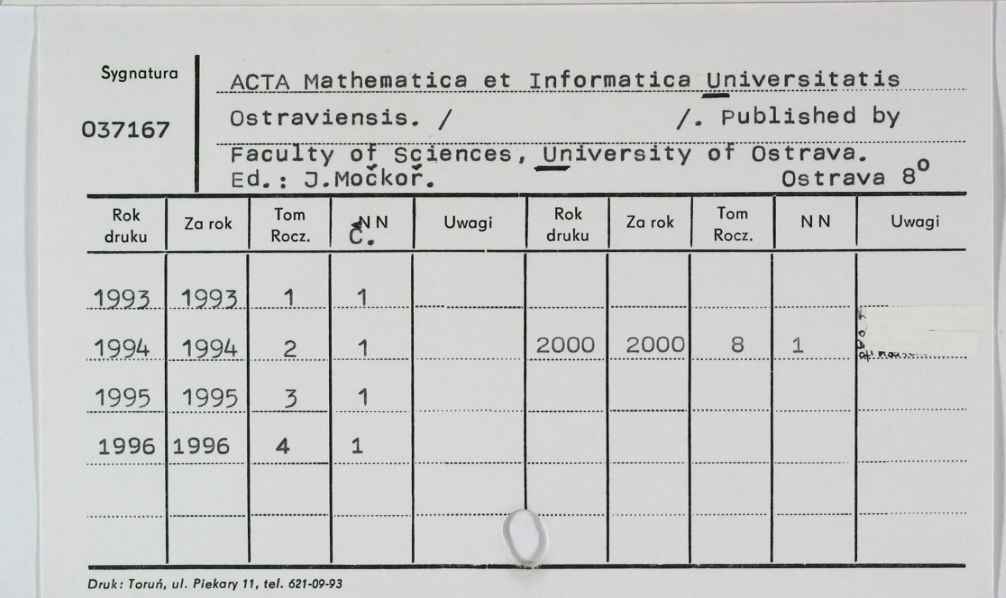 Sygnatura
037167
ACTA Mathematica et Informatica Universitatis
Ostraviensis. / /. Published by
Faculty of Sciences, University of Ostrava.
Ed.: J.Močkoř. Ostrava 8°
Rok druku Za rok Tom Rocz. NN Č. Uwagi Rok druku Za rok Tom Rocz. NN Uwagi
1993 1993 1 1
1994 1994 2 1 2000 2000 8 1
1995 1995 3 1
1996 1996 4 1
Druk: Toruń, ul. Piekary 11, tel. 621-09-93